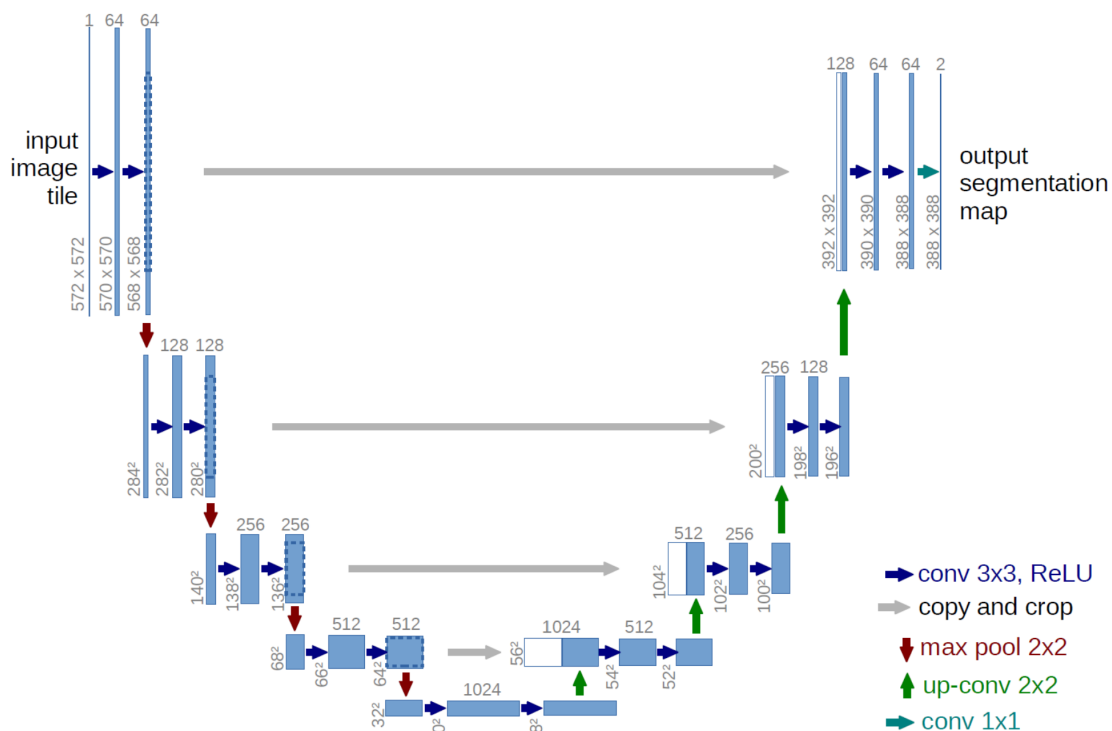 1 64 64
128 64 64 2
input
image
tile
output
segmentation
map
572 x 572
570 x 570
568 x 568
392 x 392
390 x 390
388 x 388
388 x 388
128 128
256 128
284²
282²
280²
200²
198²
196²
256 256
512 256
140²
138²
136²
104²
102²
100²
512 512
1024 512
68²
66²
64²
56²
54²
52²
1024
32²
conv 3x3, ReLU
copy and crop
max pool 2x2
up-conv 2x2
conv 1x1